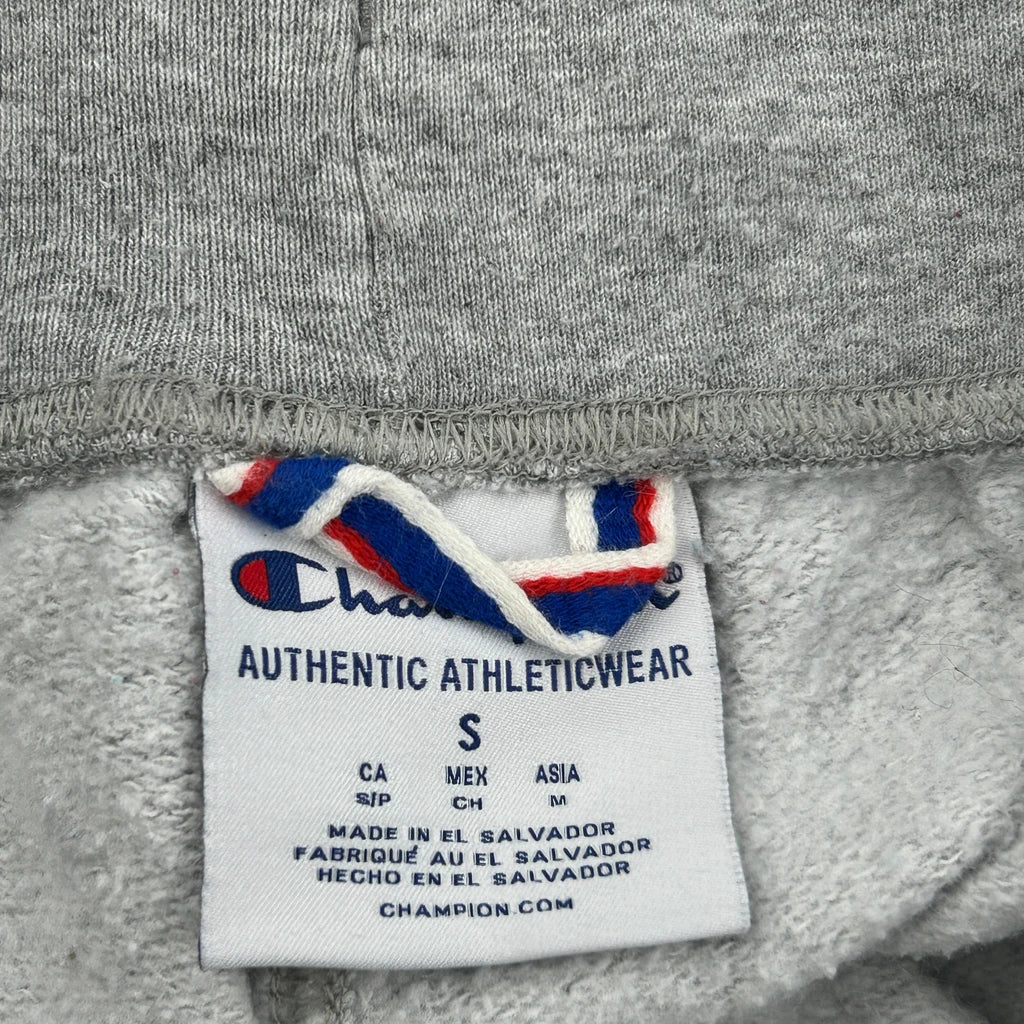 Champion®
AUTHENTIC ATHLETICWEAR
S
CA MEX ASIA
S/P CH M
MADE IN EL SALVADOR
FABRIQUÉ AU EL SALVADOR
HECHO EN EL SALVADOR
CHAMPION.COM